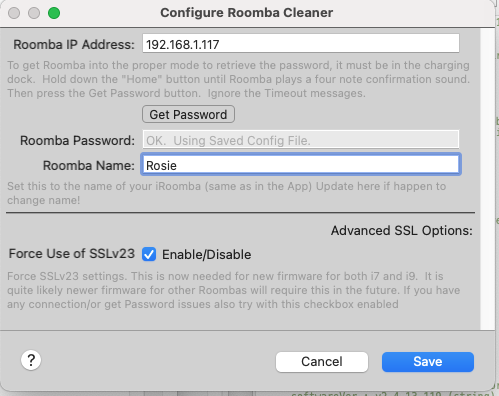 Configure Roomba Cleaner
Roomba IP Address: 192.168.1.117
To get Roomba into the proper mode to retrieve the password, it must be in the charging
dock.  Hold down the "Home" button until Roomba plays a four note confirmation sound.
Then press the Get Password button.  Ignore the Timeout messages.
Get Password
Roomba Password: OK.  Using Saved Config File.
Roomba Name: Rosie
Set this to the name of your iRoomba (same as in the App) Update here if happen to
change name!
Advanced SSL Options:
Force Use of SSLv23 Enable/Disable
Force SSLv23 settings. This is now needed for new firmware for both i7 and i9.  It is
quite likely newer firmware for other Roombas will require this in the future. If you have
any connection/or get Password issues also try with this checkbox enabled
? Cancel Save